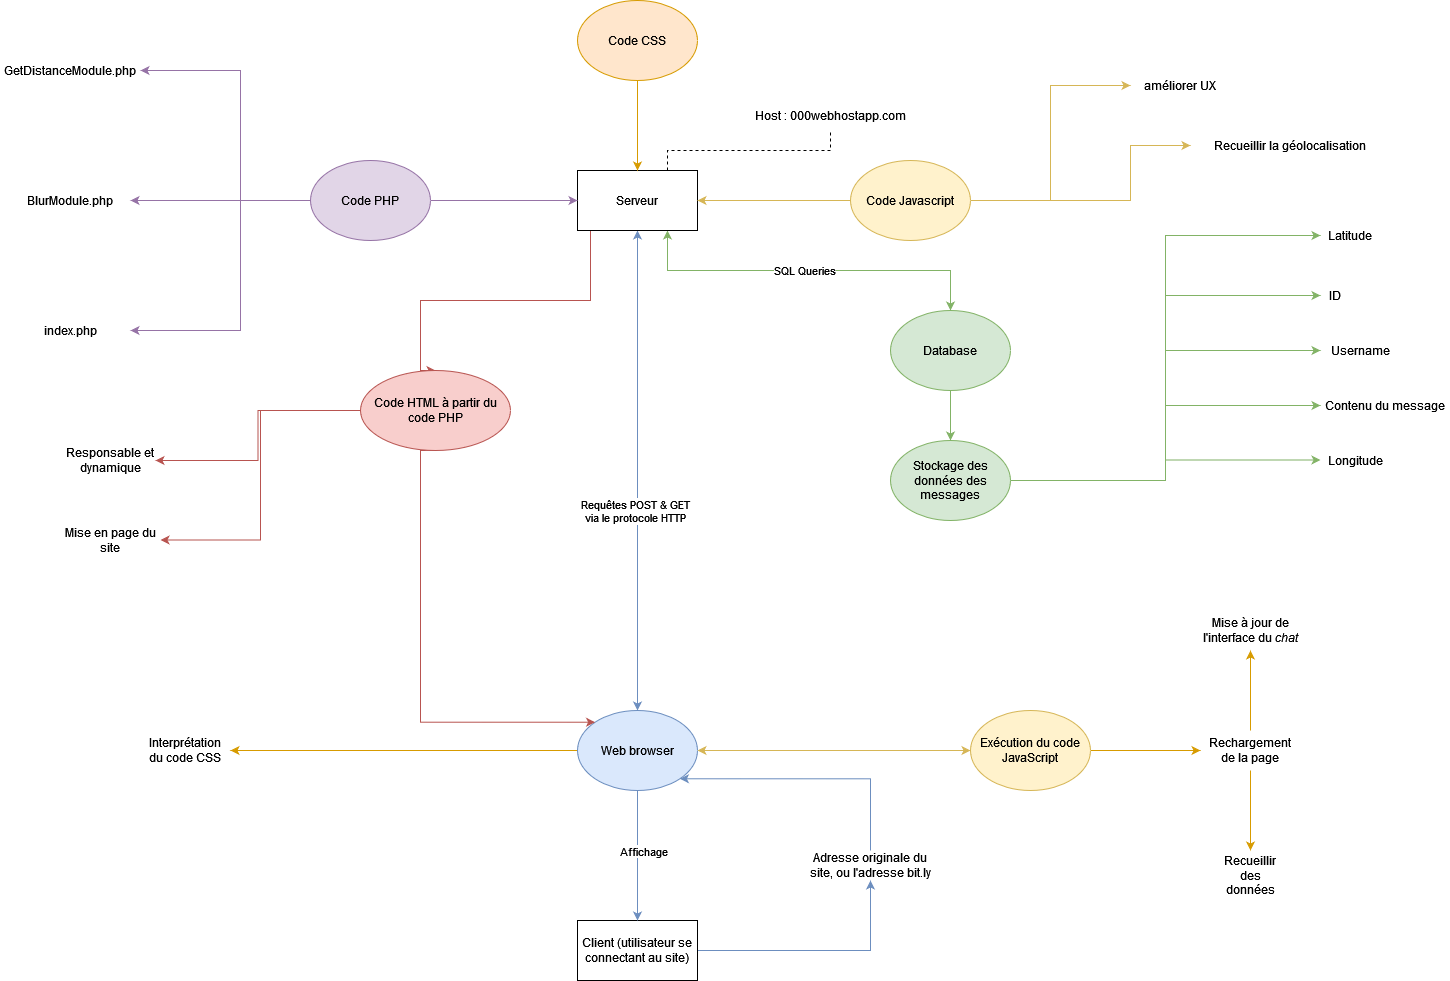 Code CSS
GetDistanceModule.php
améliorer UX
Host : 000webhostapp.com
Recueillir la géolocalisation
BlurModule.php
Code PHP
Serveur
Code Javascript
Latitude
SQL Queries
ID
index.php
Database
Username
Code HTML à partir du
code PHP
Contenu du message
Responsable et
dynamique
Stockage des
données des
messages
Longitude
Requêtes POST & GET
via le protocole HTTP
Mise en page du
site
Mise à jour de
l'interface du chat
Interprétation
du code CSS
Web browser
Exécution du code
JavaScript
Rechargement
de la page
Affichage
Adresse originale du
site, ou l'adresse bit.ly
Recueillir
des
données
Client (utilisateur se
connectant au site)